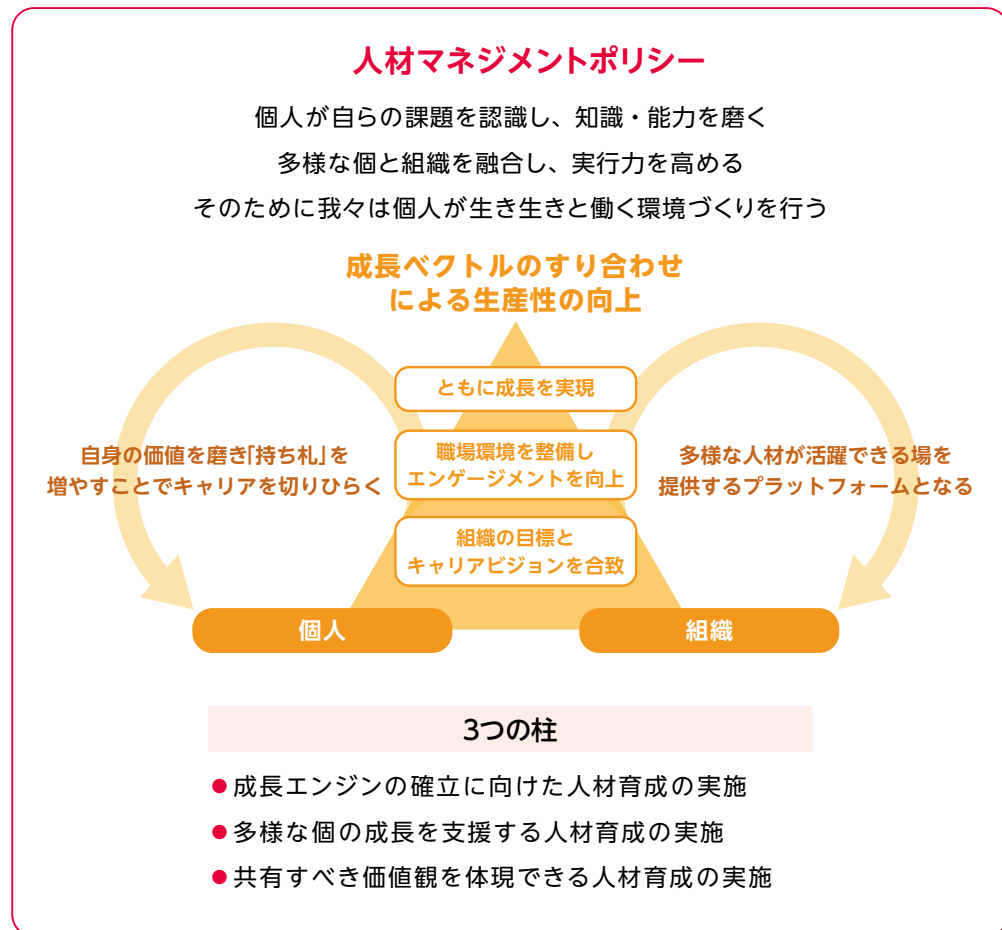 人材マネジメントポリシー
個人が自らの課題を認識し、知識・能力を磨く
多様な個と組織を融合し、実行力を高める
そのために我々は個人が生き生きと働く環境づくりを行う
成長ベクトルのすり合わせ
による生産性の向上
ともに成長を実現
自身の価値を磨き「持ち札」を
増やすことでキャリアを切りひらく
職場環境を整備し
エンゲージメントを向上
多様な人材が活躍できる場を
提供するプラットフォームとなる
組織の目標と
キャリアビジョンを合致
個人
組織
3つの柱
●成長エンジンの確立に向けた人材育成の実施
●多様な個の成長を支援する人材育成の実施
●共有すべき価値観を体現できる人材育成の実施